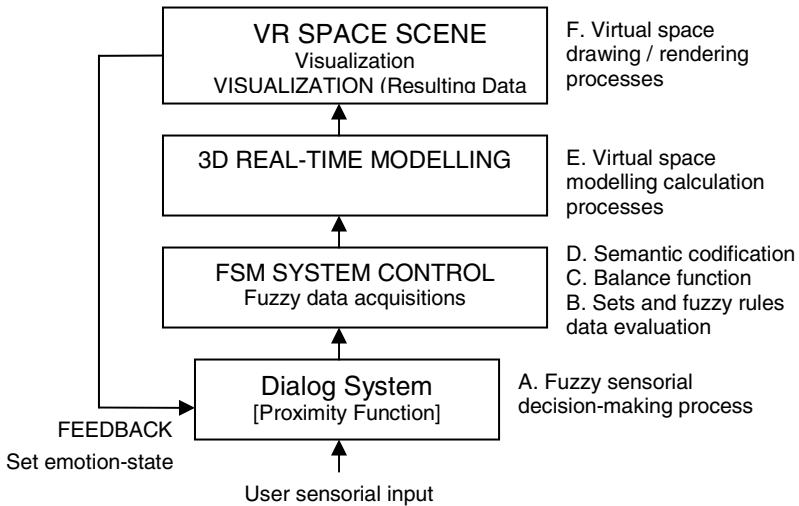 VR SPACE SCENE
Visualization
VISUALIZATION (Resulting Data
F. Virtual space
drawing / rendering
processes
3D REAL-TIME MODELLING
E. Virtual space
modelling calculation
processes
FSM SYSTEM CONTROL
Fuzzy data acquisitions
D. Semantic codification
C. Balance function
B. Sets and fuzzy rules
data evaluation
Dialog System
[Proximity Function]
A. Fuzzy sensorial
decision-making process
FEEDBACK
Set emotion-state
User sensorial input